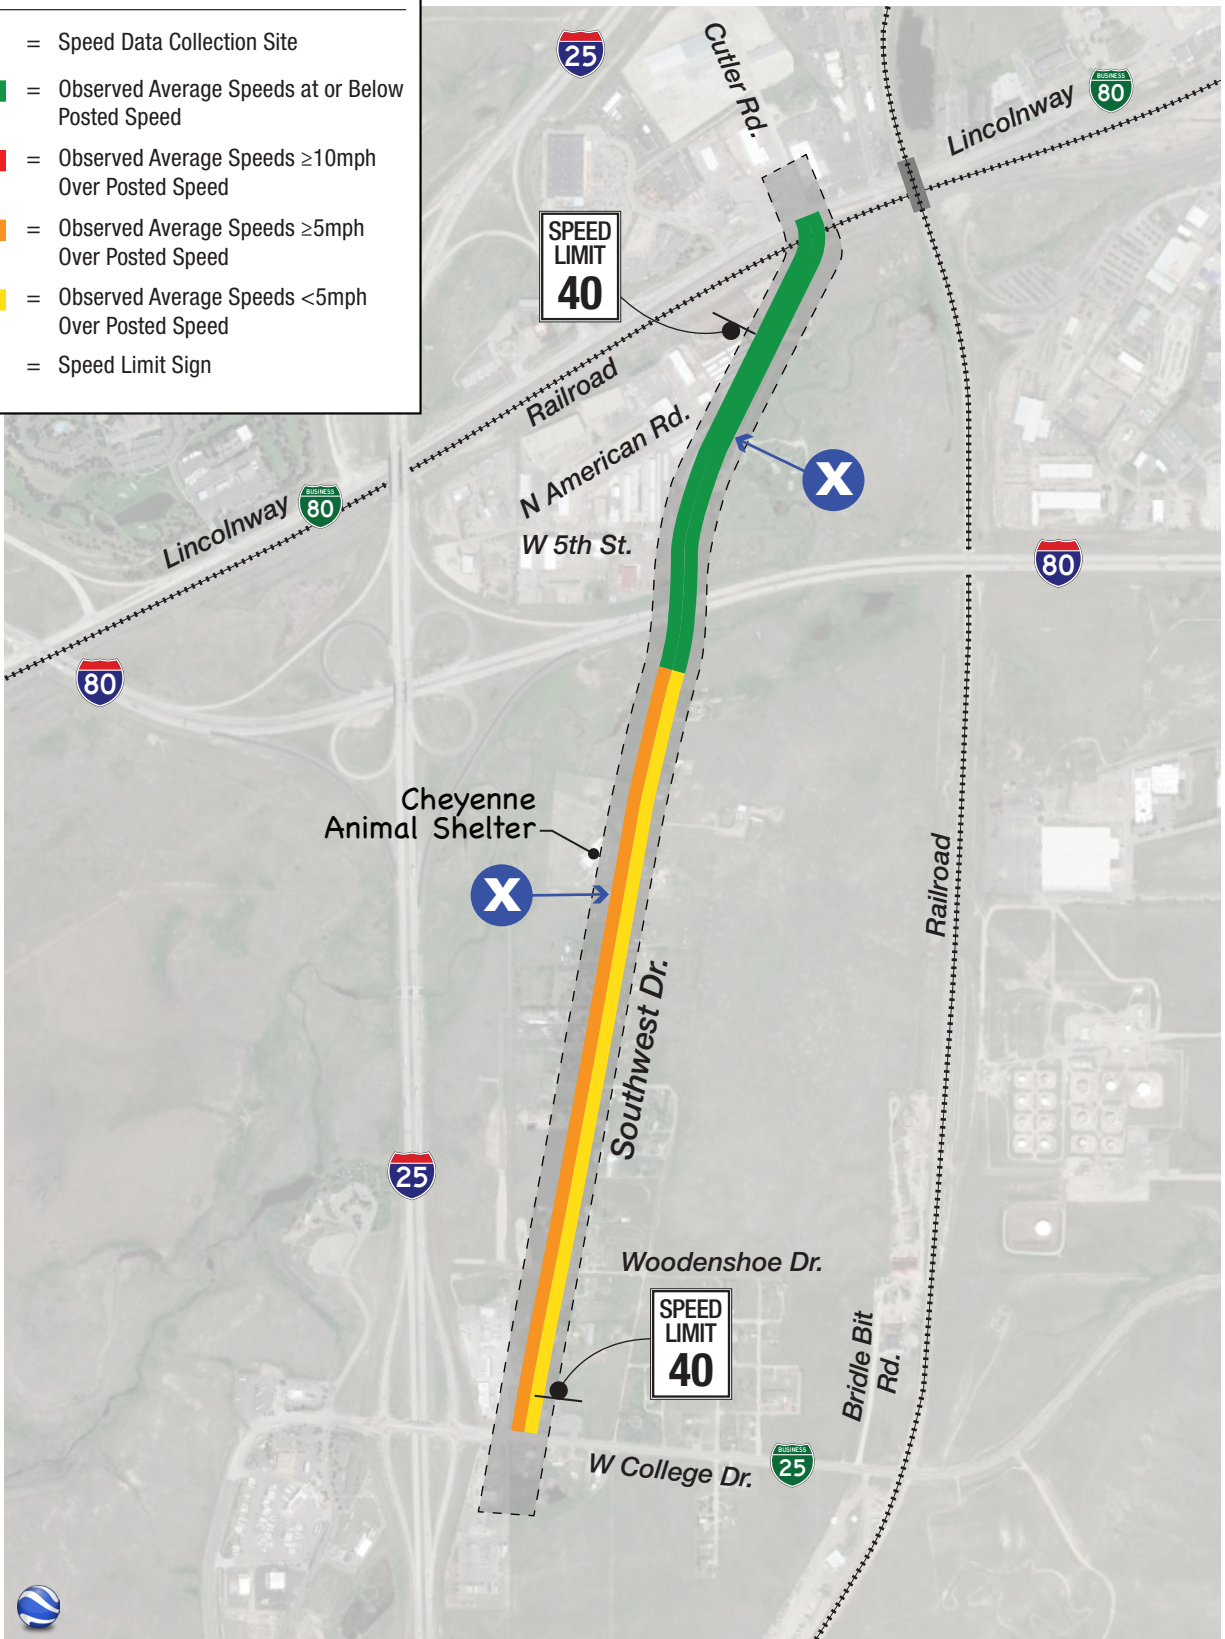 = Speed Data Collection Site
= Observed Average Speeds at or Below
Posted Speed
= Observed Average Speeds ≥10mph
Over Posted Speed
= Observed Average Speeds ≥5mph
Over Posted Speed
= Observed Average Speeds <5mph
Over Posted Speed
= Speed Limit Sign
25
Cutler Rd.
Lincolnway
BUSINESS
80
SPEED
LIMIT
40
Railroad
N American Rd.
X
Lincolnway
BUSINESS
80
W 5th St.
80
80
Cheyenne
Animal Shelter
X
Railroad
Southwest Dr.
25
Woodenshoe Dr.
SPEED
LIMIT
40
Bridle Bit
Rd.
W College Dr.
BUSINESS
25